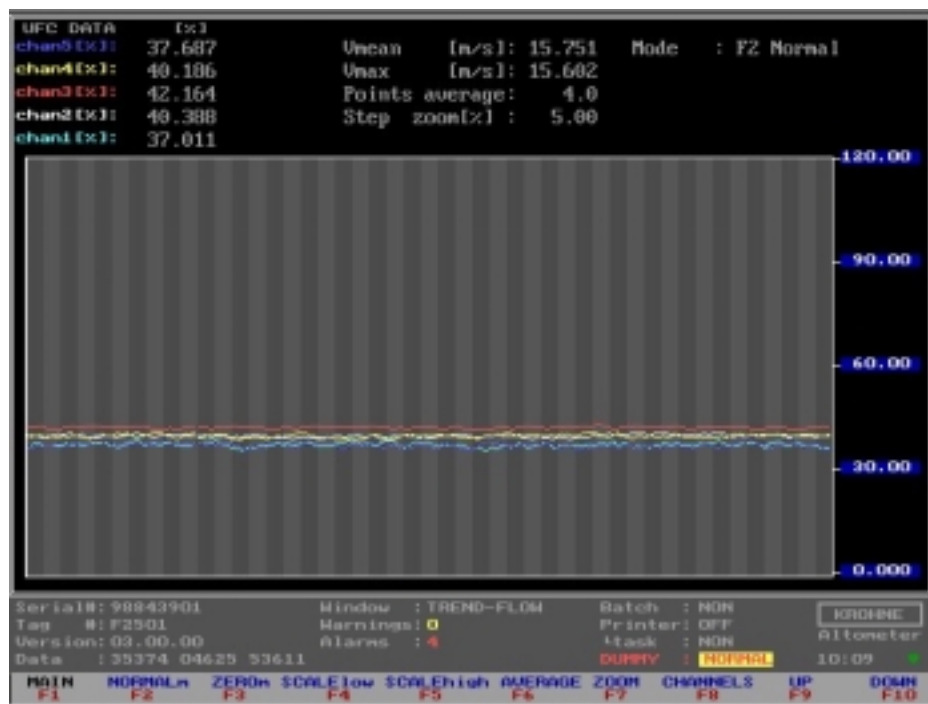 UFC DATA [%]
chan5[%]: 37.687 Vmean [m/s]: 15.751 Mode : F2 Normal
chan4[%]: 40.186 Vmax [m/s]: 15.602
chan3[%]: 42.164 Points average: 4.0
chan2[%]: 40.388 Step zoom[%] : 5.00
chan1[%]: 37.011
120.00
90.00
60.00
30.00
0.000
Serial#: 98843901 Window : TREND-FLOW Batch : NON KROHNE
Tag #: F2501 Warnings: 0 Printer: OFF Altometer
Version: 03.00.00 Alarms : 4 task : NON
Data : 35374 04625 53611 DUMMY : NORMAL 10:09
MAIN NORMALm ZEROm SCALElow SCALEhigh AVERAGE ZOOM CHANNELS UP DOWN
F1 F2 F3 F4 F5 F6 F7 F8 F9 F10